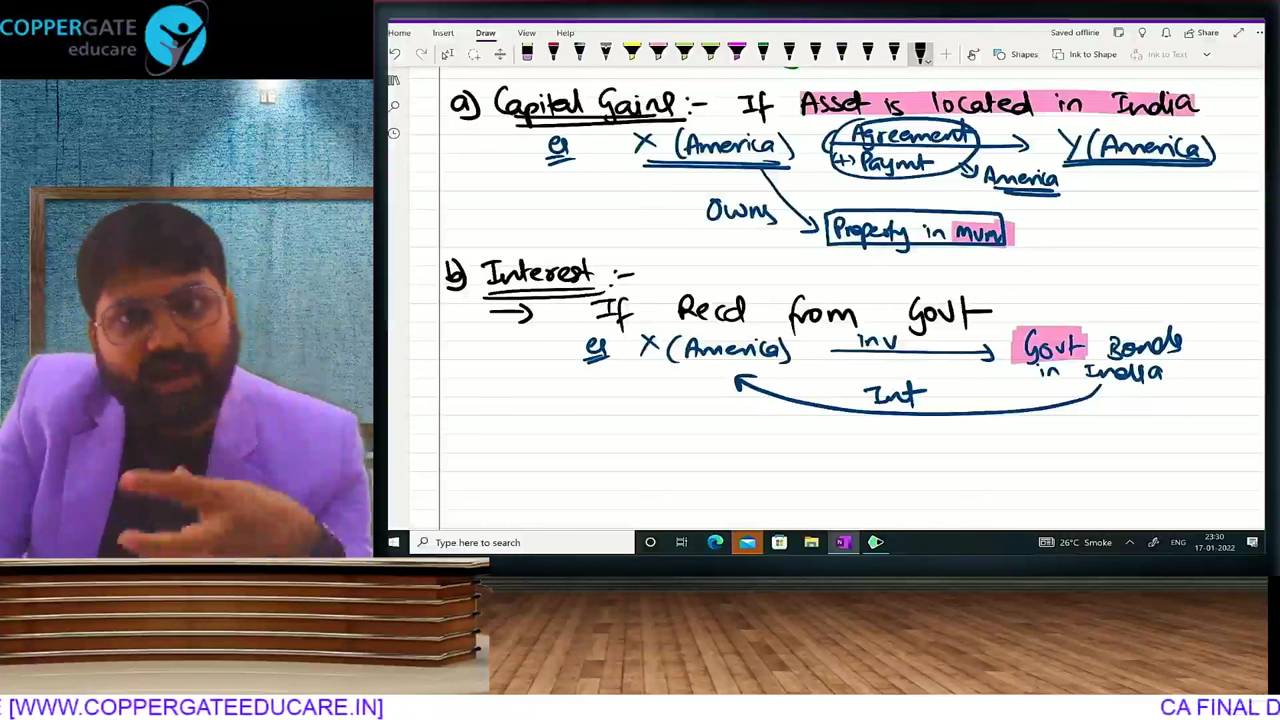 COPPERGATE
educare
Home Insert Draw View Help Saved offline Share
Shapes Ink to Shape Ink to Text
a) Capital Gains :- If Asset is located in India
eg X (America) Agreement Y (America)
(+) Paymt America
Owns Property in mum
b) Interest :-
→ If Recd from Govt
eg X (America) inv Govt Bonds
in India
Int
Type here to search 26°C Smoke ENG 23:30
17-01-2022
E [WWW.COPPERGATEEDUCARE.IN] CA FINAL D